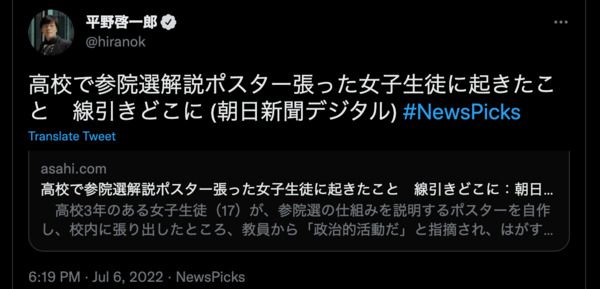 平野啓一郎
@hiranok
高校で参院選解説ポスター張った女子生徒に起きたこ
と　線引きどこに (朝日新聞デジタル) #NewsPicks
Translate Tweet
asahi.com
高校で参院選解説ポスター張った女子生徒に起きたこと　線引きどこに：朝日...
　高校3年のある女子生徒（17）が、参院選の仕組みを説明するポスターを自作
し、校内に張り出したところ、教員から「政治的活動だ」と指摘され、はがす...
6:19 PM · Jul 6, 2022 · NewsPicks